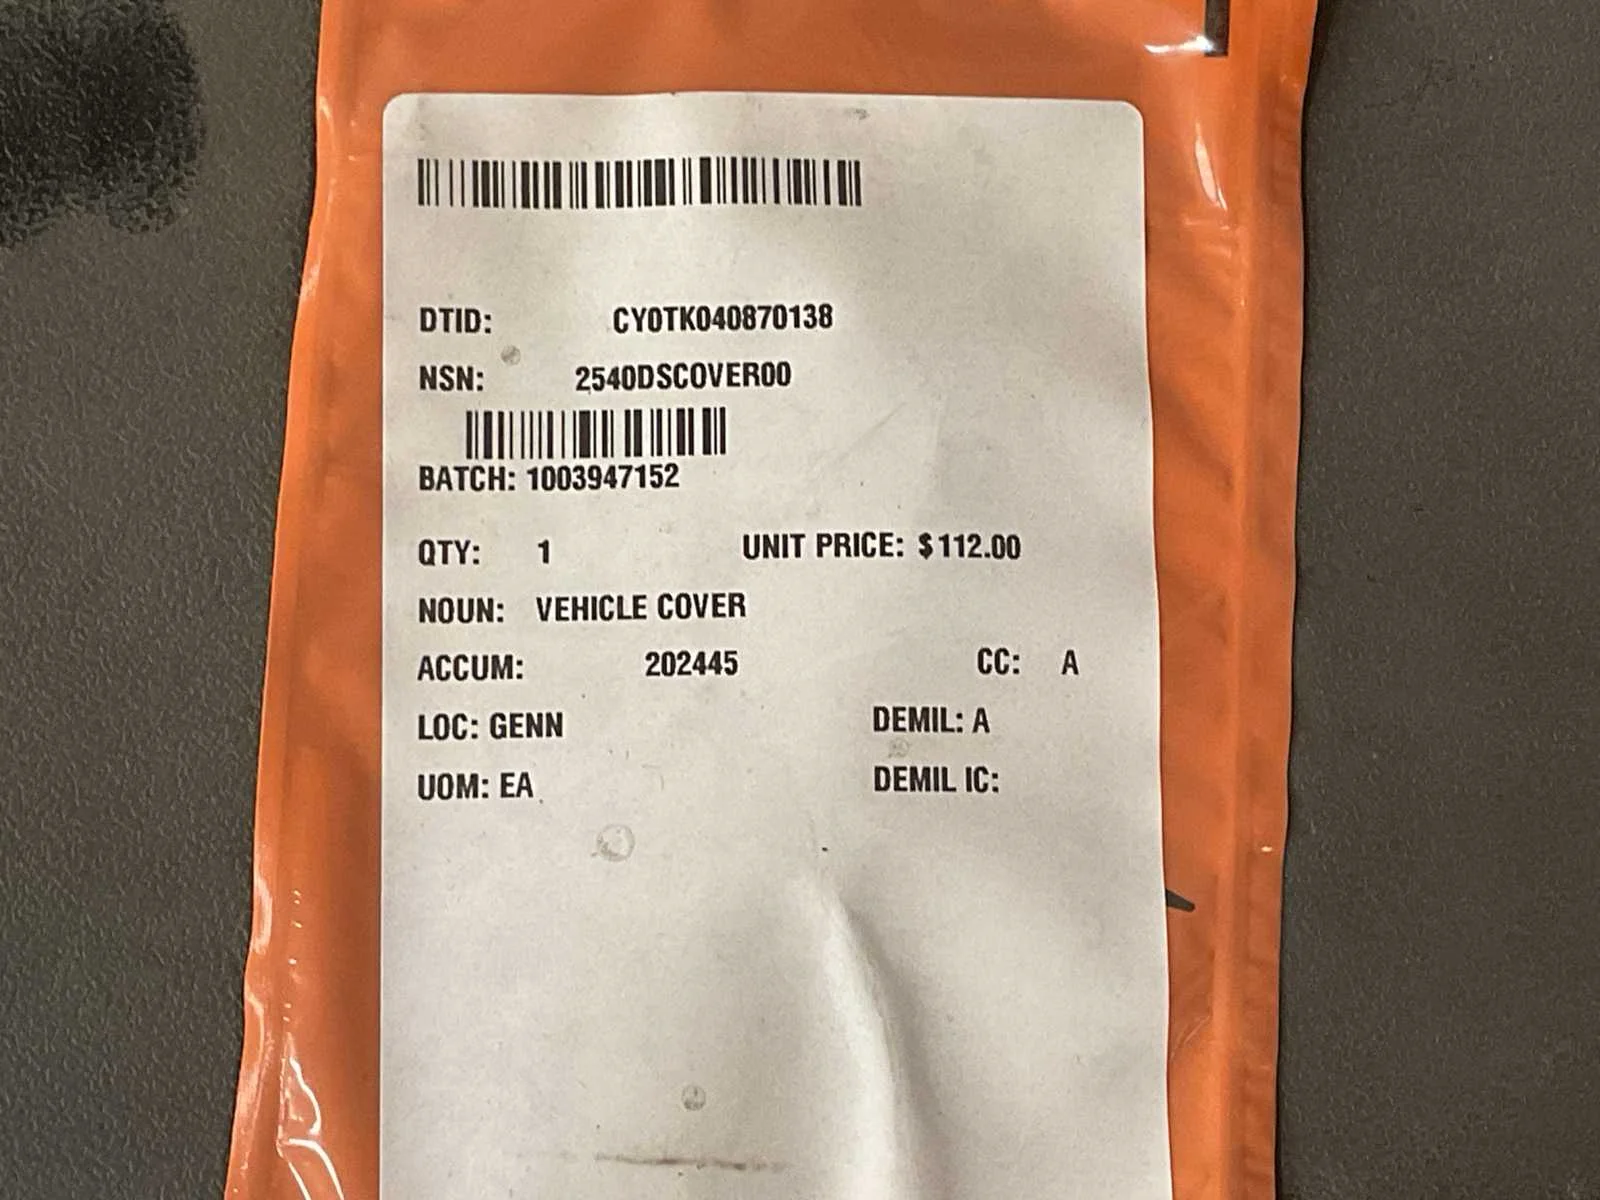 DTID: CY0TK040870138
NSN: 2540DSCOVER00
BATCH: 1003947152
QTY: 1 UNIT PRICE: $112.00
NOUN: VEHICLE COVER
ACCUM: 202445 CC: A
LOC: GENN DEMIL: A
UOM: EA DEMIL IC: